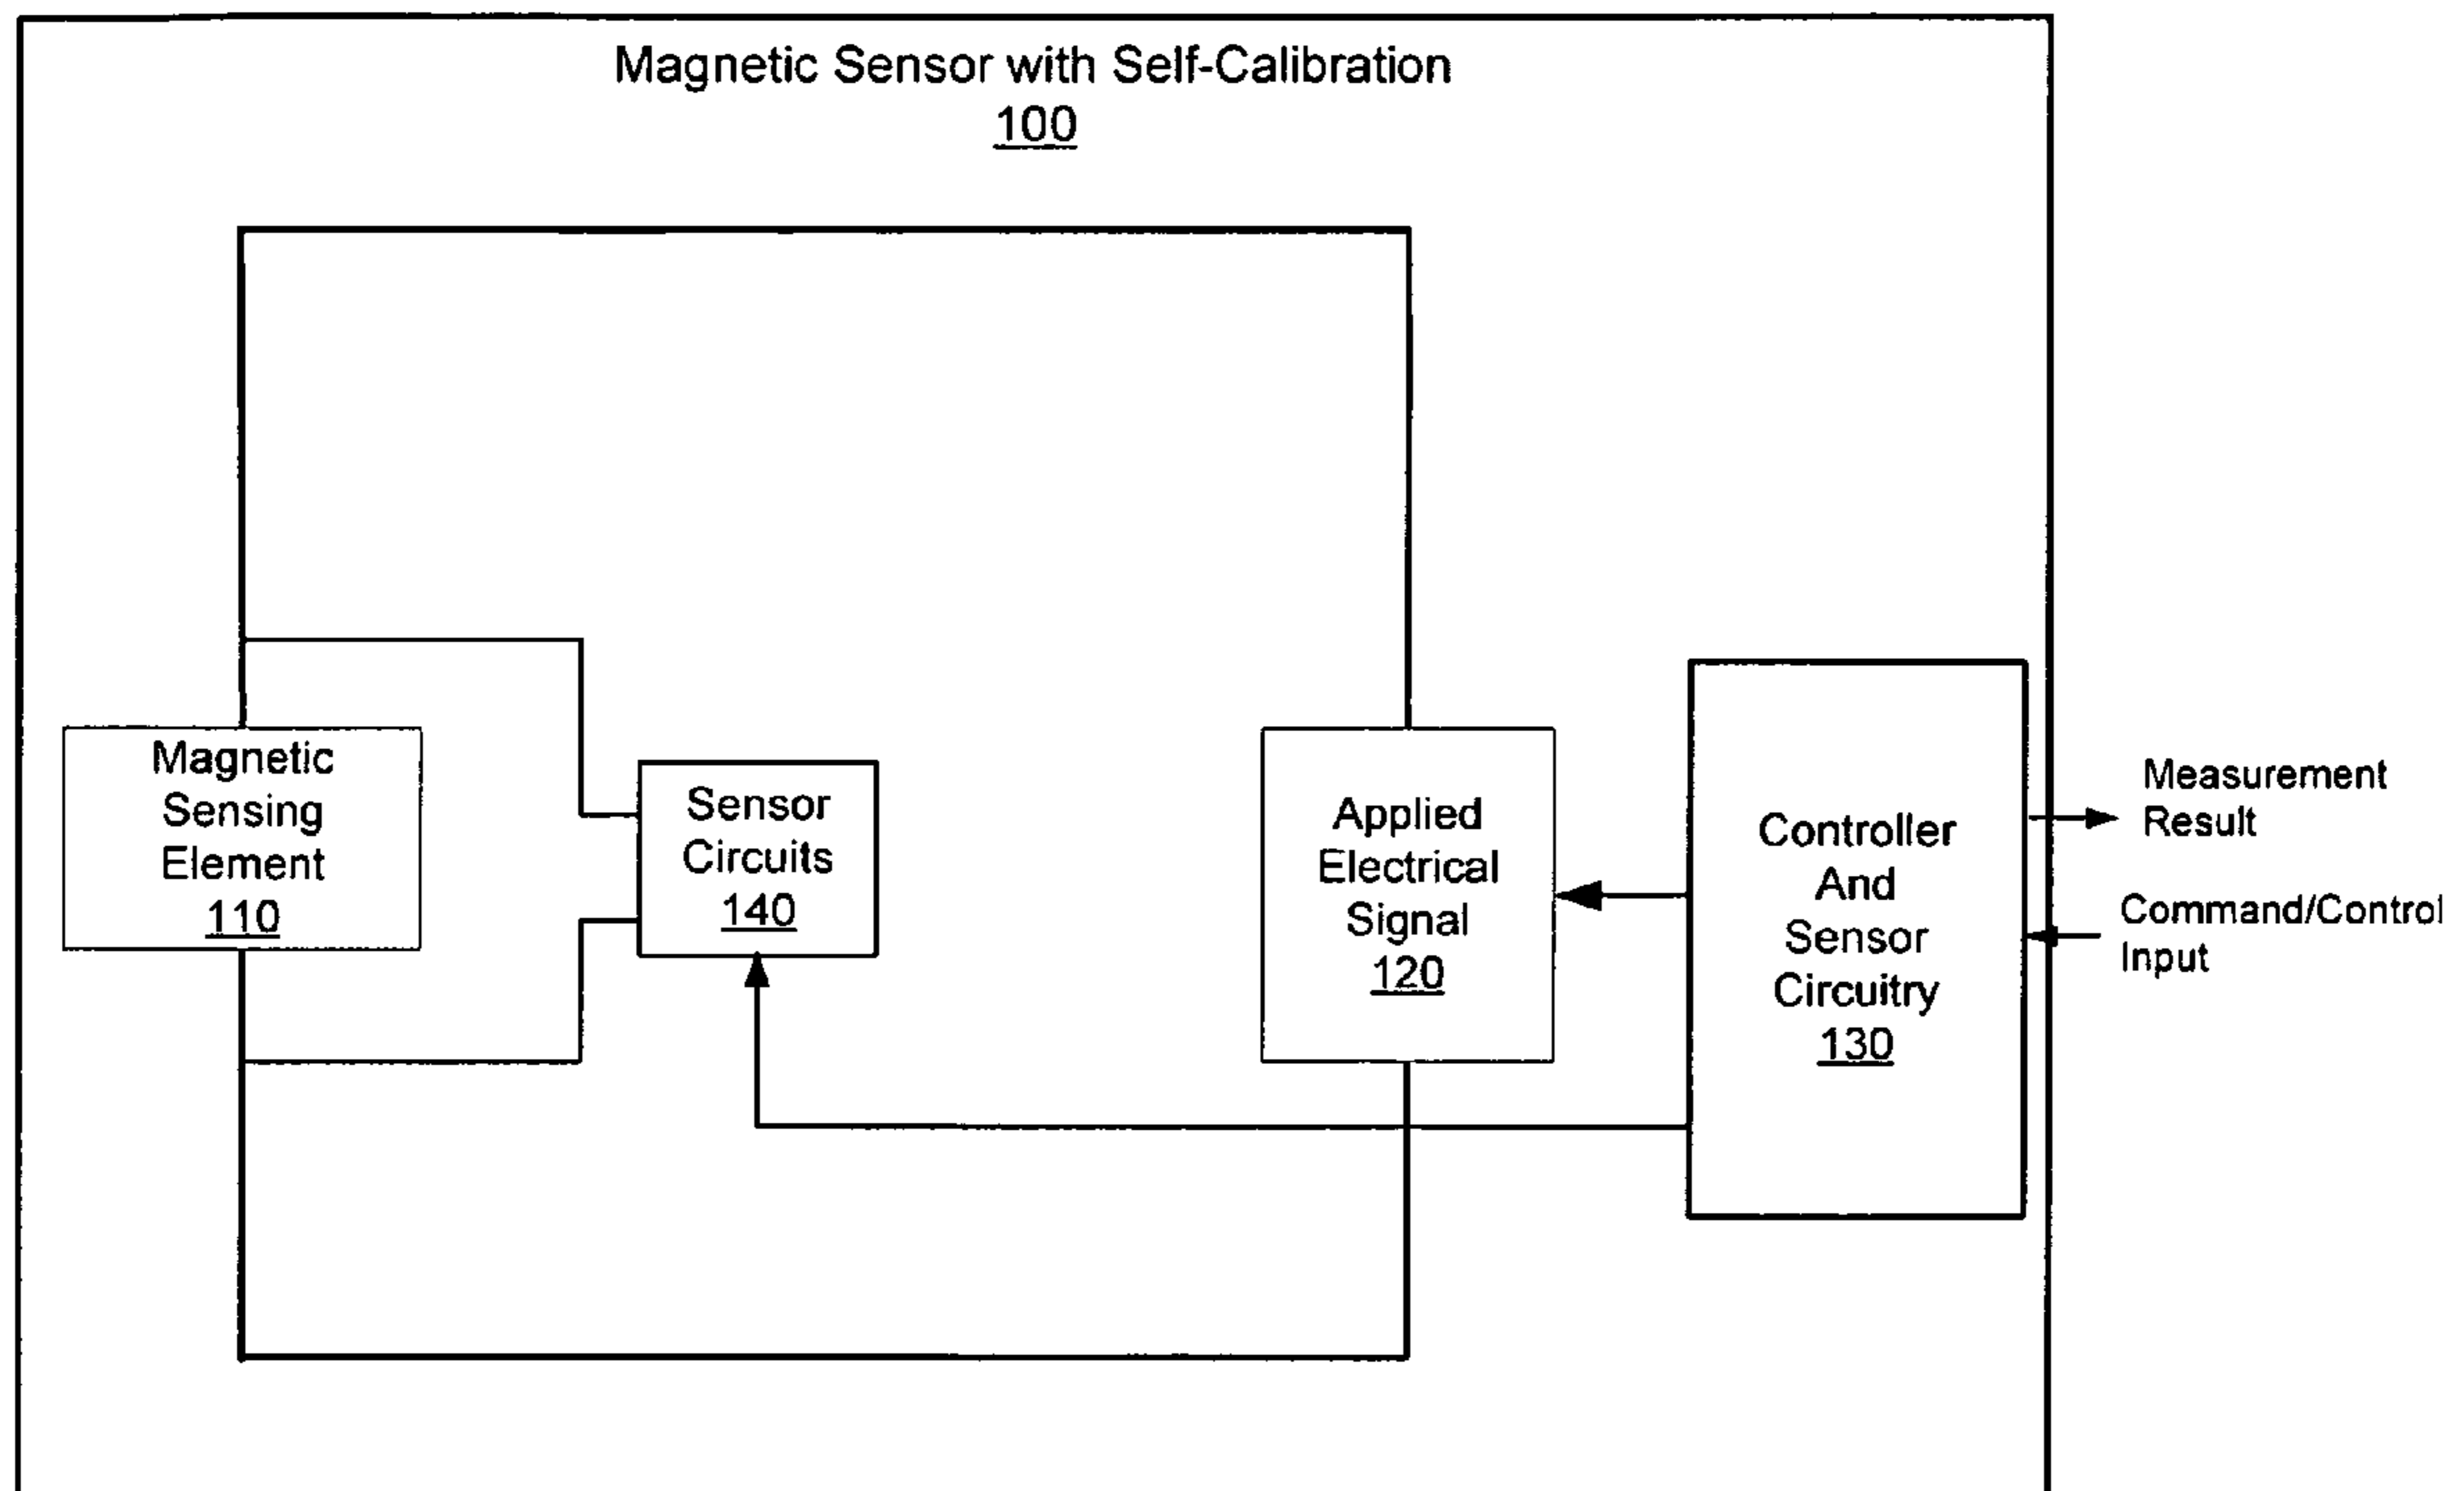 Magnetic Sensor with Self-Calibration
100
Magnetic
Sensing
Element
110
Sensor
Circuits
140
Applied
Electrical
Signal
120
Controller
And
Sensor
Circuitry
130
Measurement
Result
Command/Control
Input